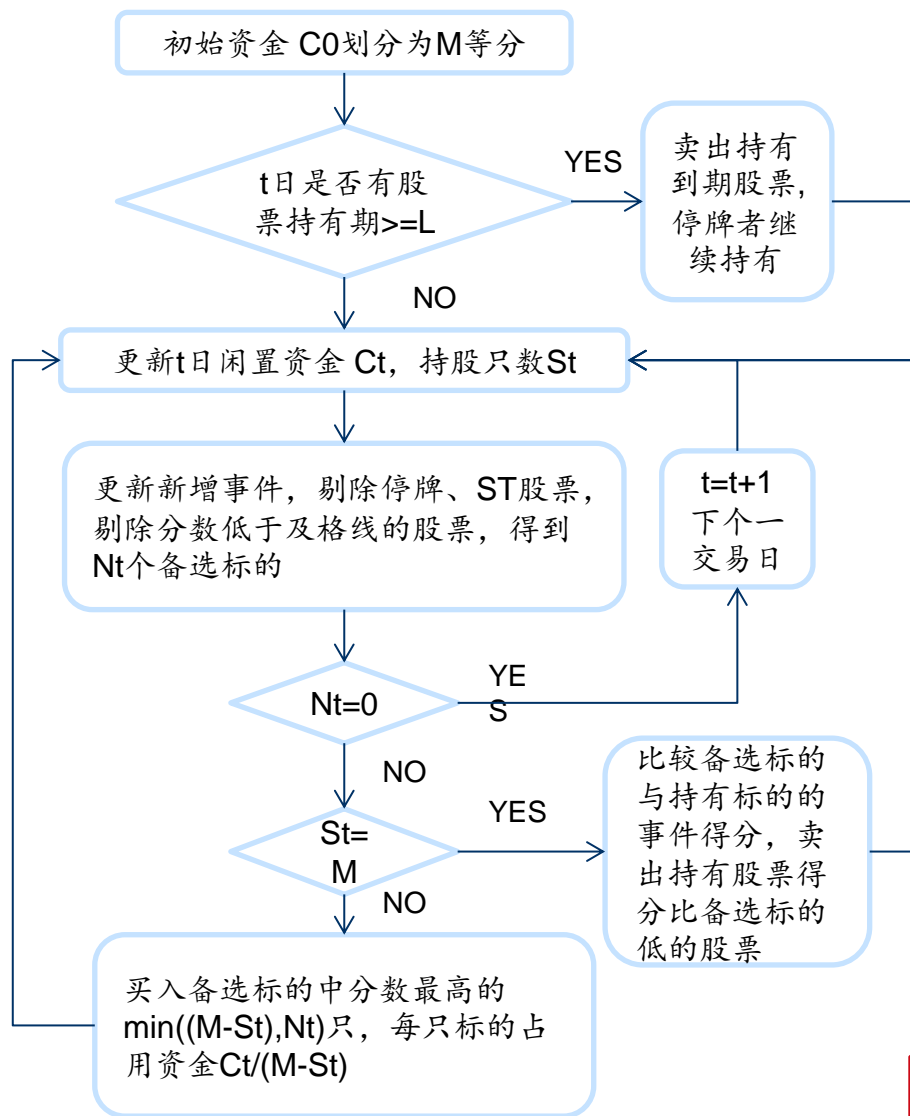 初始资金 C0划分为M等分
t日是否有股
票持有期>=L
YES
卖出持有
到期股票,
停牌者继
续持有
NO
更新t日闲置资金 Ct，持股只数St
更新新增事件，剔除停牌、ST股票，
剔除分数低于及格线的股票，得到
Nt个备选标的
t=t+1
下个一
交易日
Nt=0
YE
S
NO
St=
M
YES
比较备选标的
与持有标的的
事件得分，卖
出持有股票得
分比备选标的
低的股票
NO
买入备选标的中分数最高的
min((M-St),Nt)只，每只标的占
用资金Ct/(M-St)